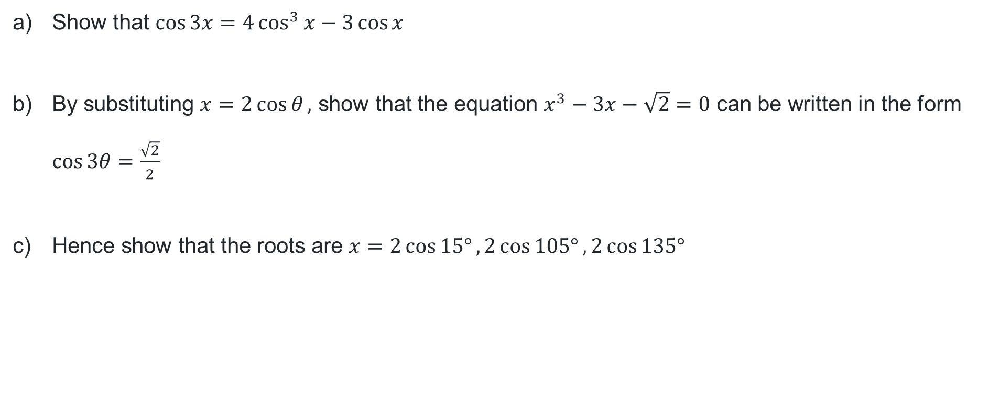 a) Show that cos 3x = 4 cos³ x − 3 cos x
b) By substituting x = 2 cos θ , show that the equation x³ − 3x − √2 = 0 can be written in the form
cos 3θ = √2/2
c) Hence show that the roots are x = 2 cos 15° , 2 cos 105° , 2 cos 135°